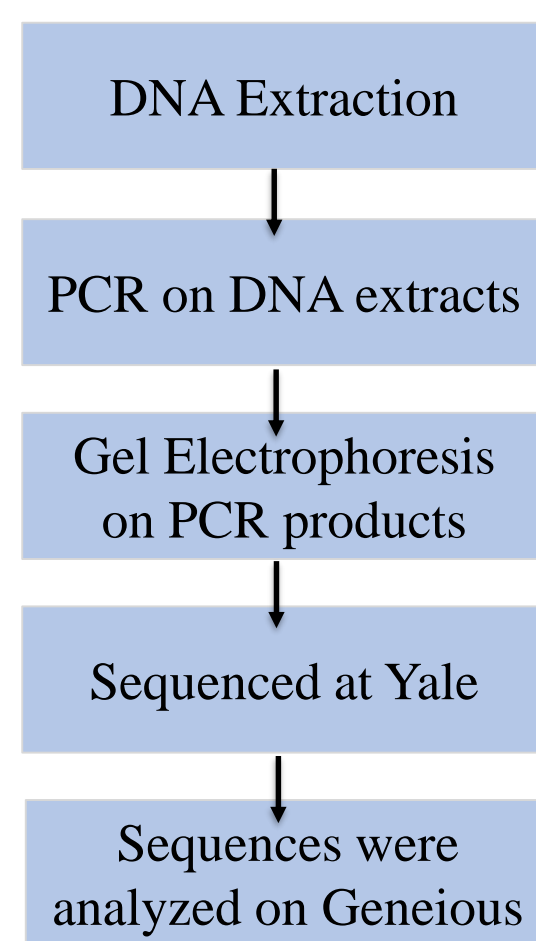 DNA Extraction
PCR on DNA extracts
Gel Electrophoresis
on PCR products
Sequenced at Yale
Sequences were
analyzed on Geneious